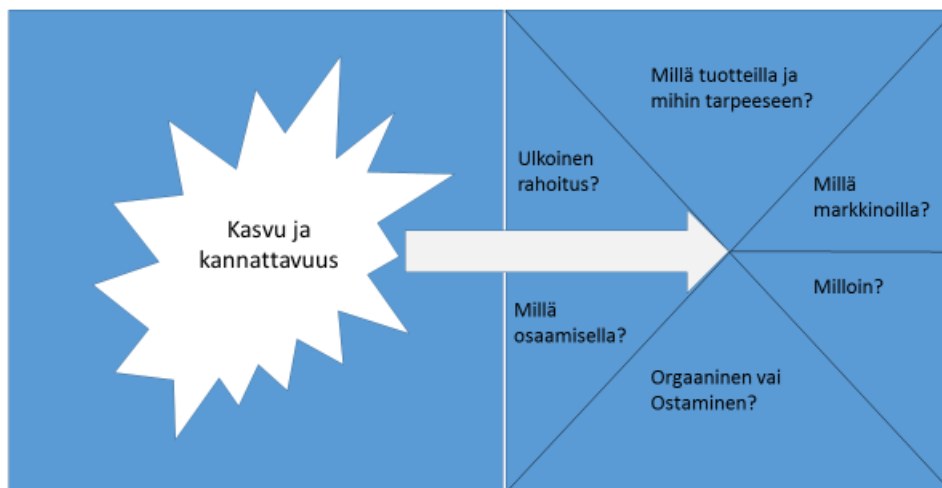 Kasvu ja
kannattavuus
Millä tuotteilla ja
mihin tarpeeseen?
Ulkoinen
rahoitus?
Millä
markkinoilla?
Millä
osaamisella?
Milloin?
Orgaaninen vai
Ostaminen?